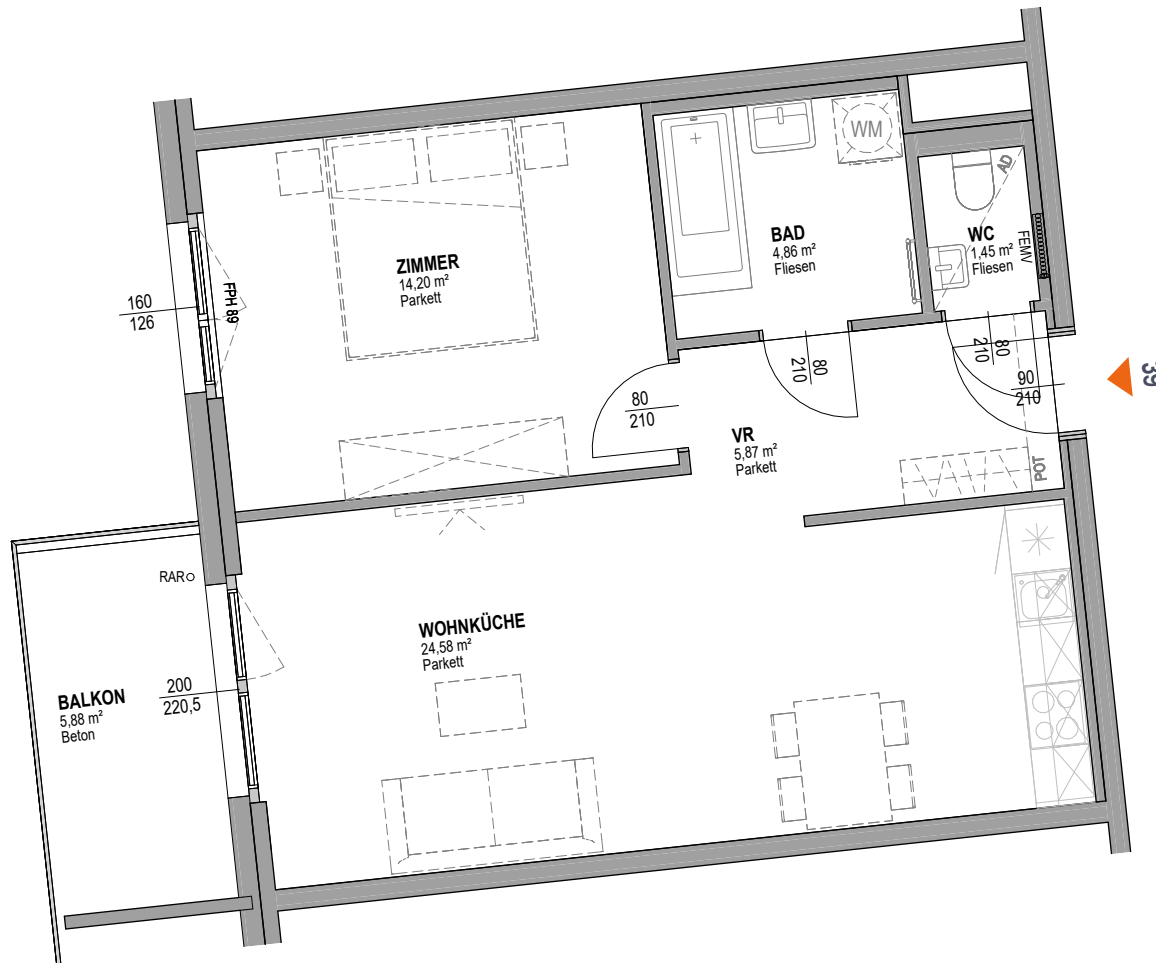 WM
AD
BAD
4,86 m²
Fliesen
WC
1,45 m²
Fliesen
FEMV
ZIMMER
14,20 m²
Parkett
FPH 89
160
126
80
210
80
210
90
210
39
80
210
VR
5,87 m²
Parkett
POT
RAR
WOHNKÜCHE
24,58 m²
Parkett
BALKON
5,88 m²
Beton
200
220,5